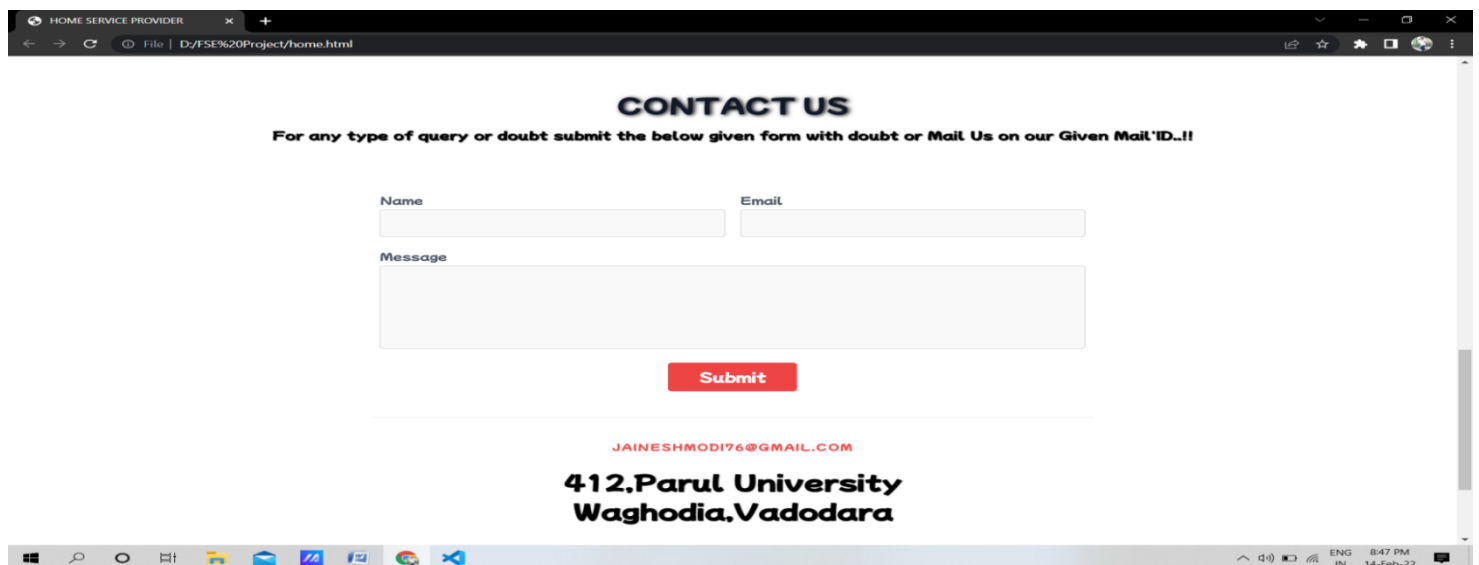 HOME SERVICE PROVIDER
File | D:/FSE%20Project/home.html
CONTACT US
For any type of query or doubt submit the below given form with doubt or Mail Us on our Given Mail'ID..!!
Name Email
Message
Submit
JAINESHMODI76@GMAIL.COM
412,Parul University
Waghodia,Vadodara
ENG 8:47 PM
IN 14-Feb-22